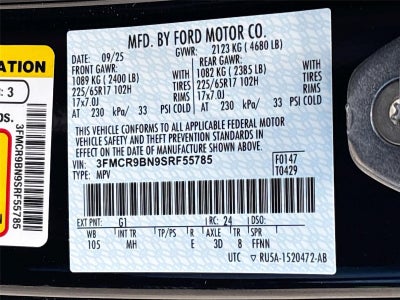 MFD. BY FORD MOTOR CO.
DATE: 09/25 GVWR: 2123 KG (4680 LB)
FRONT GAWR: REAR GAWR:
1089 KG (2400 LB) WITH 1082 KG (2385 LB) WITH
225/65R17 102H TIRES 225/65R17 102H TIRES
17x7.0J RIMS 17x7.0J RIMS
AT 230 kPa/ 33 PSI COLD AT 230 kPa/ 33 PSI COLD
THIS VEHICLE CONFORMS TO ALL APPLICABLE FEDERAL MOTOR
VEHICLE SAFETY AND THEFT PREVENTION STANDARDS IN
EFFECT ON THE DATE OF MANUFACTURE SHOWN ABOVE.
VIN: 3FMCR9BN9SRF55785 F0147
TYPE: MPV T0429
EXT PNT: G1 RC: 24 DSO:
WB INT TR TP/PS R AXLE TR SPR
105 MH E 3D 8 FFNN
UTC RU5A-1520472-AB
ATION
: 3
os.
3FMCR9BN9SRF55785